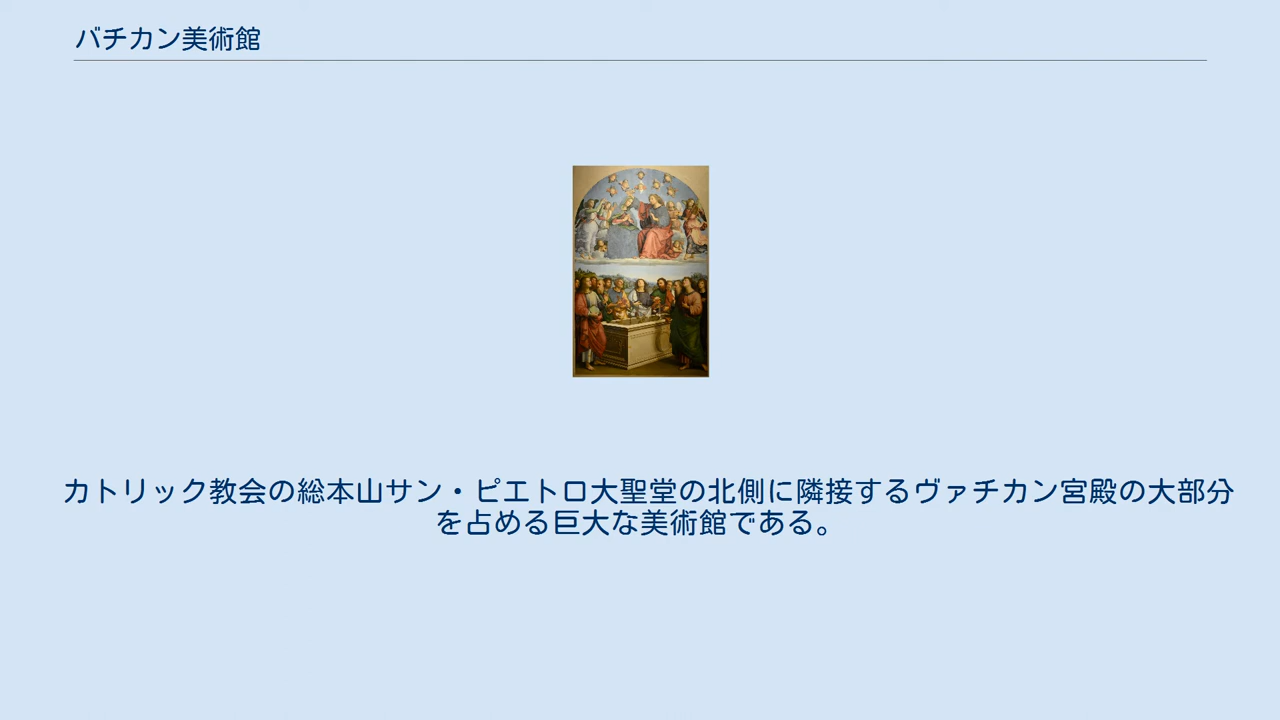 バチカン美術館
カトリック教会の総本山サン・ピエトロ大聖堂の北側に隣接するヴァチカン宮殿の大部分
を占める巨大な美術館である。